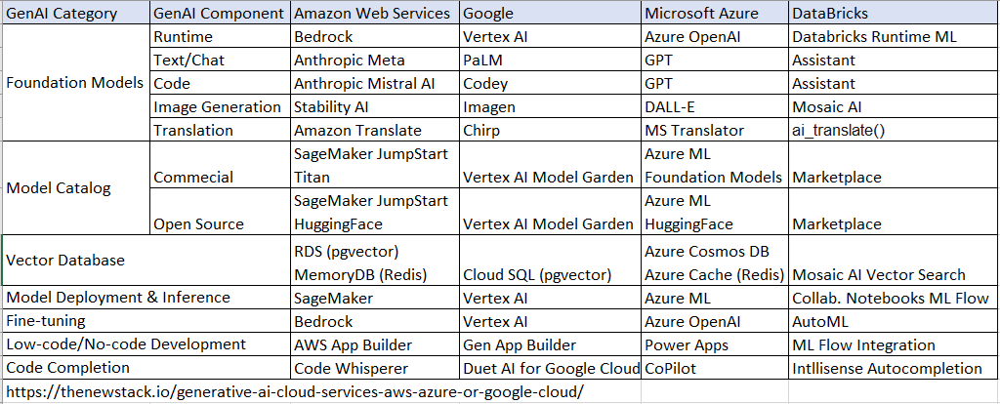 GenAI Category GenAI Component Amazon Web Services Google Microsoft Azure DataBricks
Foundation Models
Runtime Bedrock Vertex AI Azure OpenAI Databricks Runtime ML
Text/Chat Anthropic Meta PaLM GPT Assistant
Code Anthropic Mistral AI Codey GPT Assistant
Image Generation Stability AI Imagen DALL-E Mosaic AI
Translation Amazon Translate Chirp MS Translator ai_translate()
Model Catalog
SageMaker JumpStart Azure ML
Commecial Titan Vertex AI Model Garden Foundation Models Marketplace
SageMaker JumpStart Azure ML
Open Source HuggingFace Vertex AI Model Garden HuggingFace Marketplace
Vector Database
RDS (pgvector) Azure Cosmos DB
MemoryDB (Redis) Cloud SQL (pgvector) Azure Cache (Redis) Mosaic AI Vector Search
Model Deployment & Inference SageMaker Vertex AI Azure ML Collab. Notebooks ML Flow
Fine-tuning Bedrock Vertex AI Azure OpenAI AutoML
Low-code/No-code Development AWS App Builder Gen App Builder Power Apps ML Flow Integration
Code Completion Code Whisperer Duet AI for Google Cloud CoPilot Intllisense Autocompletion
https://thenewstack.io/generative-ai-cloud-services-aws-azure-or-google-cloud/